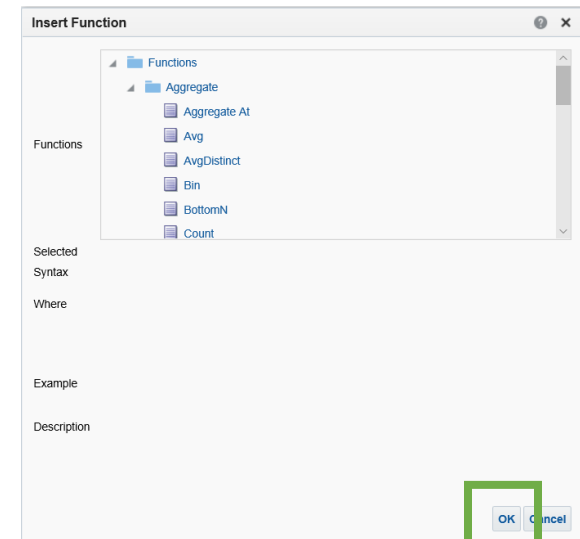 Insert Function
Functions
Functions
Aggregate
Aggregate At
Avg
AvgDistinct
Bin
BottomN
Count
Selected
Syntax
Where
Example
Description
OK Cancel